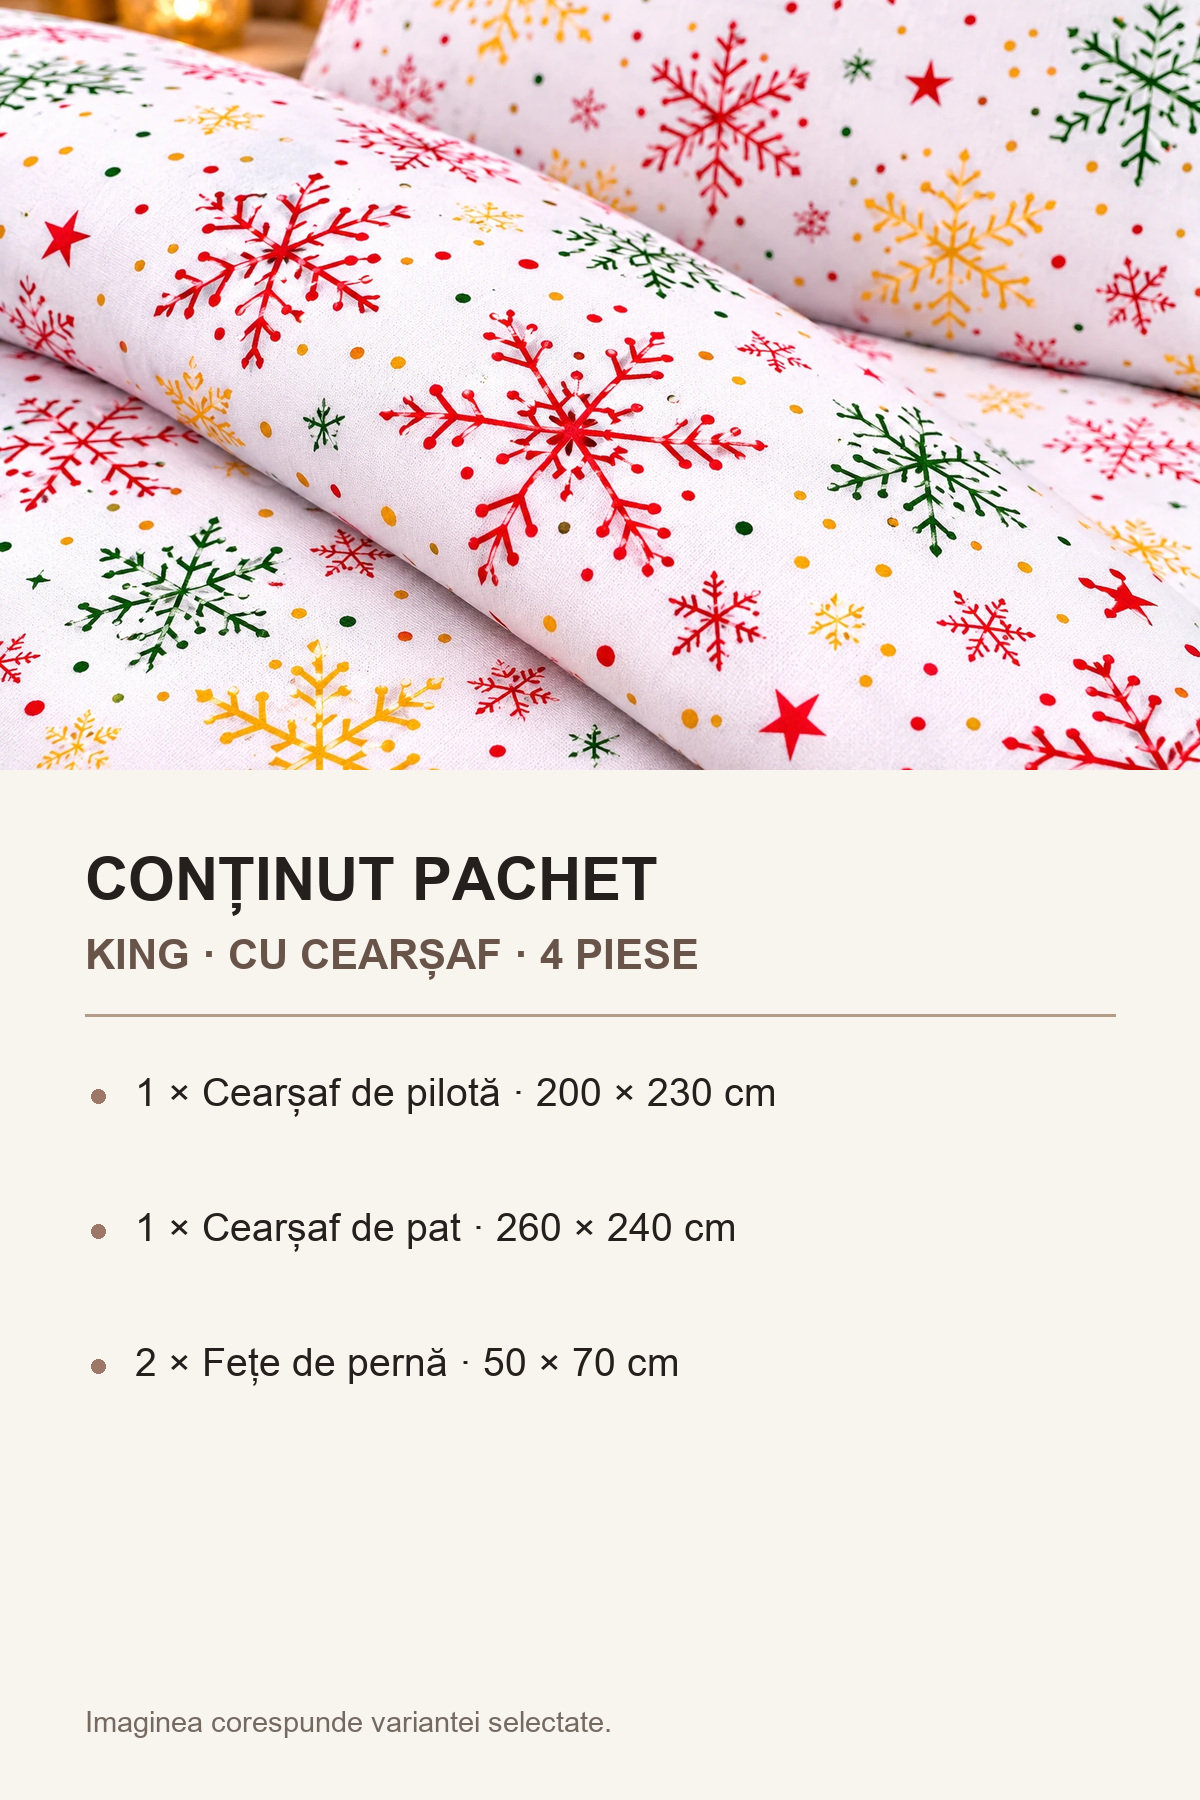 CONȚINUT PACHET
KING · CU CEARȘAF · 4 PIESE
1 × Cearșaf de pilotă · 200 × 230 cm
1 × Cearșaf de pat · 260 × 240 cm
2 × Fețe de pernă · 50 × 70 cm
Imaginea corespunde variantei selectate.